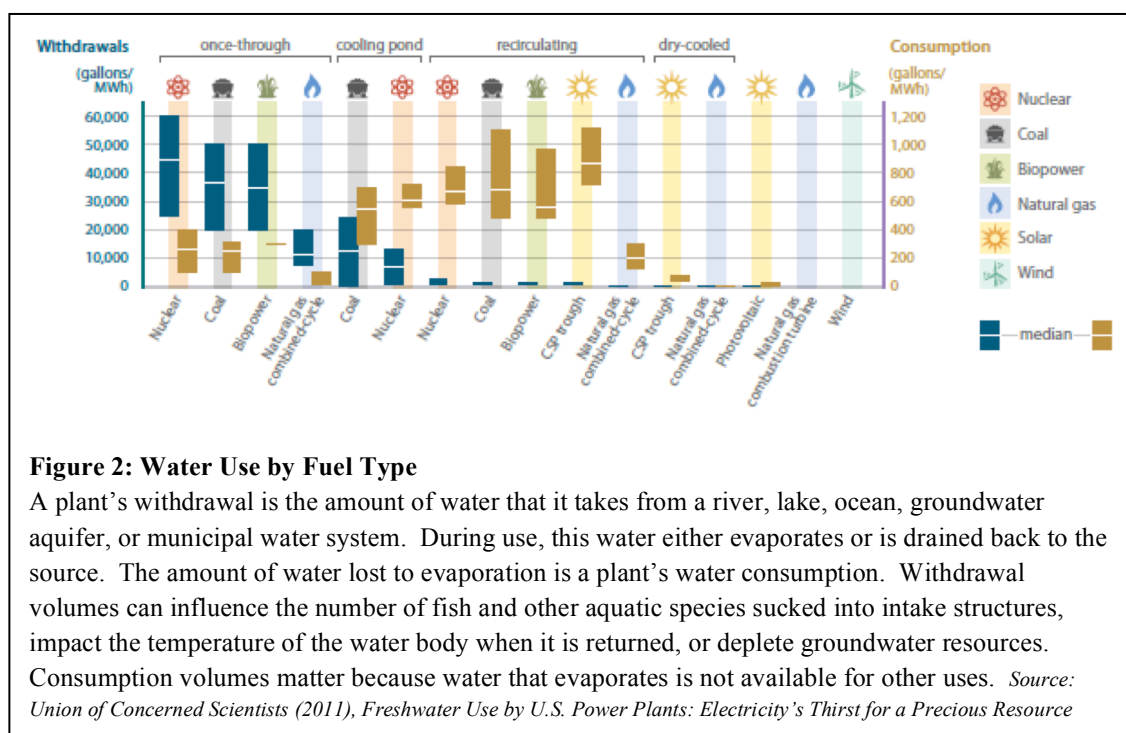 Withdrawals
(gallons/
MWh)
once-through
cooling pond
recirculating
dry-cooled
Consumption
(gallons/
MWh)
60,000
50,000
40,000
30,000
20,000
10,000
0
1,200
1,000
800
600
400
200
0
Nuclear
Coal
Biopower
Natural gas
combined-cycle
Coal
Nuclear
Nuclear
Coal
Biopower
CSP trough
Natural gas
combined-cycle
CSP trough
Natural gas
combined-cycle
Photovoltaic
Natural gas
combustion turbine
Wind
Nuclear
Coal
Biopower
Natural gas
Solar
Wind
median
Figure 2: Water Use by Fuel Type
A plant's withdrawal is the amount of water that it takes from a river, lake, ocean, groundwater
aquifer, or municipal water system. During use, this water either evaporates or is drained back to the
source. The amount of water lost to evaporation is a plant's water consumption. Withdrawal
volumes can influence the number of fish and other aquatic species sucked into intake structures,
impact the temperature of the water body when it is returned, or deplete groundwater resources.
Consumption volumes matter because water that evaporates is not available for other uses. Source:
Union of Concerned Scientists (2011), Freshwater Use by U.S. Power Plants: Electricity's Thirst for a Precious Resource